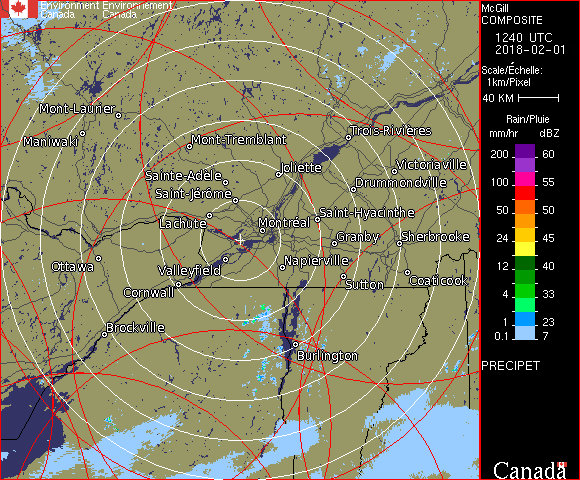 Environment Environnement
Canada Canada
Mont-Laurier
Maniwaki
Mont-Tremblant
Trois-Rivières
Sainte-Adèle
Joliette
Victoriaville
Saint-Jérôme
Drummondville
Lachute
Montréal
Saint-Hyacinthe
Granby
Sherbrooke
Ottawa
Valleyfield
Napierville
Cornwall
Sutton
Coaticook
Brockville
Burlington
McGill
COMPOSITE
1240 UTC
2018-02-01
Scale/Échelle:
1km/Pixel
40 KM
Rain/Pluie
mm/hr dBZ
200 60
100 55
50 50
24 45
12 40
4 33
1 23
0.1 7
PRECIPET
Canada